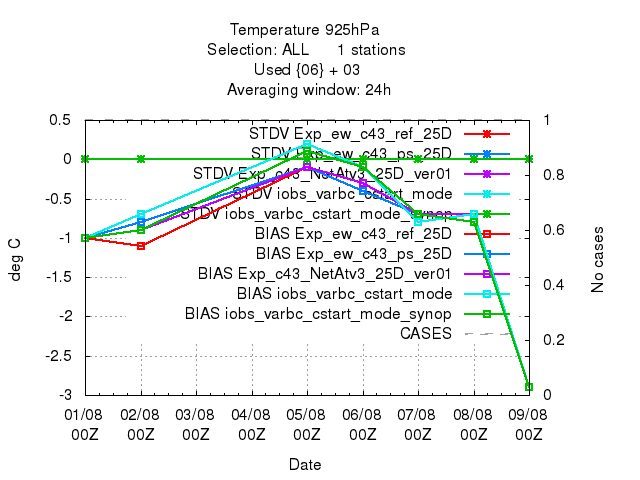 Temperature 925hPa
Selection: ALL 1 stations
Used {06} + 03
Averaging window: 24h
0.5
0
-0.5
-1
-1.5
-2
-2.5
-3
deg C
1
0.8
0.6
0.4
0.2
0
No cases
STDV Exp_ew_c43_ref_25D
STDV Exp_ew_c43_ps_25D
STDV Exp_c43_NetAtv3_25D_ver01
STDV iobs_varbc_cstart_mode
STDV iobs_varbc_cstart_mode_synop
BIAS Exp_ew_c43_ref_25D
BIAS Exp_ew_c43_ps_25D
BIAS Exp_c43_NetAtv3_25D_ver01
BIAS iobs_varbc_cstart_mode
BIAS iobs_varbc_cstart_mode_synop
CASES
01/08 02/08 03/08 04/08 05/08 06/08 07/08 08/08 09/08
00Z 00Z 00Z 00Z 00Z 00Z 00Z 00Z 00Z
Date